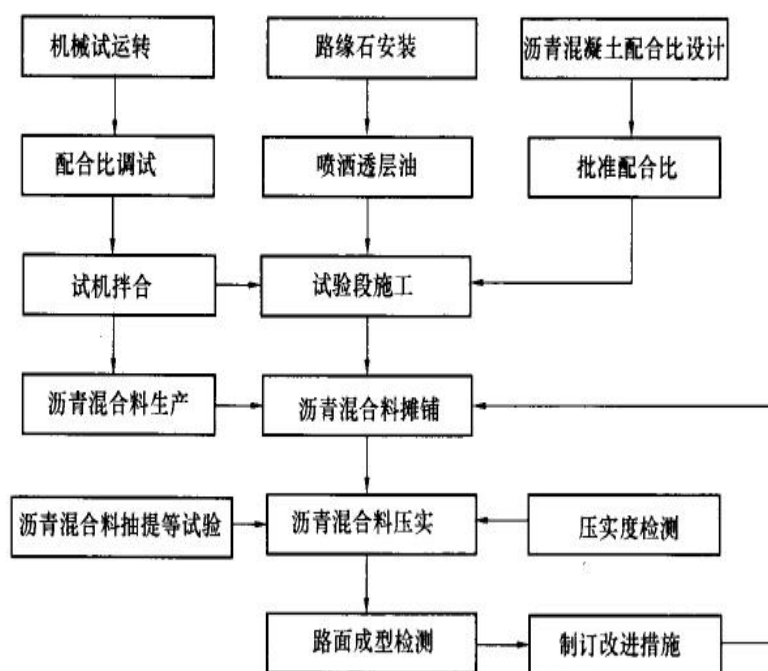 机械试运转
路缘石安装
沥青混凝土配合比设计
配合比调试
喷洒透层油
批准配合比
试机拌合
试验段施工
沥青混合料生产
沥青混合料摊铺
沥青混合料抽提等试验
沥青混合料压实
压实度检测
路面成型检测
制订改进措施